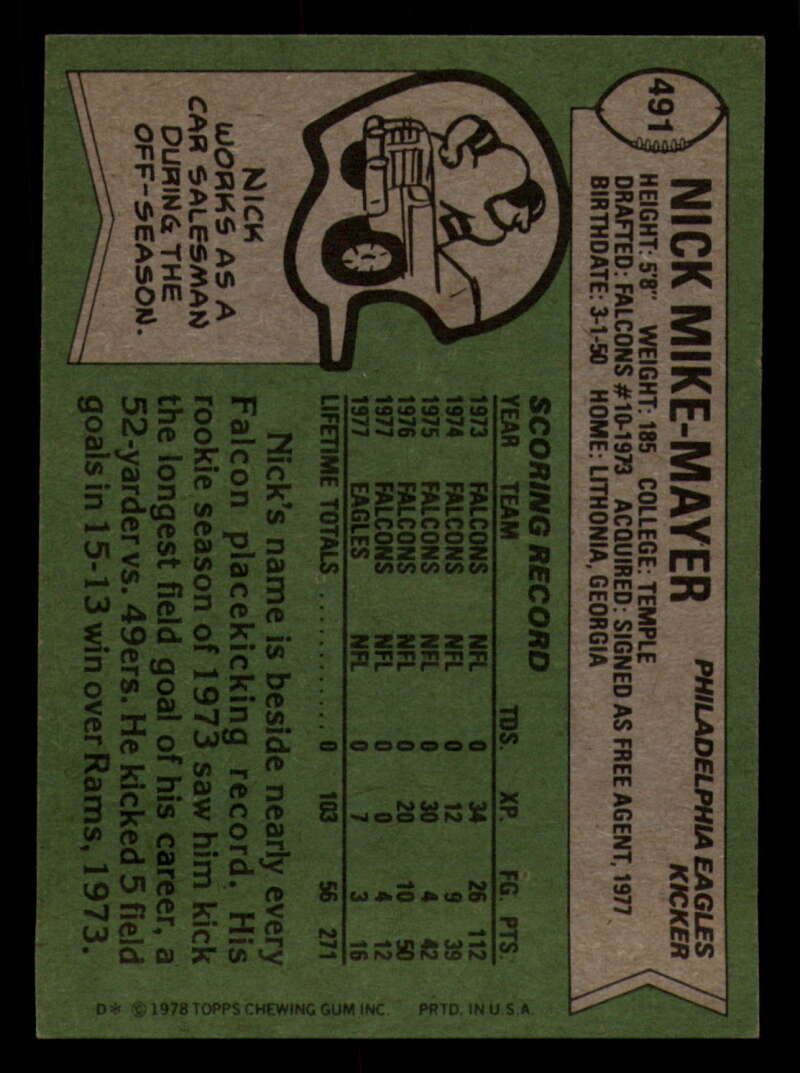 491
NICK MIKE-MAYER
PHILADELPHIA EAGLES
KICKER
HEIGHT: 5'8" WEIGHT: 185 COLLEGE: TEMPLE
DRAFTED: FALCONS #10-1973 ACQUIRED: SIGNED AS FREE AGENT, 1977
BIRTHDATE: 3-1-50 HOME: LITHONIA, GEORGIA
NICK
WORKS AS A
CAR SALESMAN
DURING THE
OFF-SEASON.
SCORING RECORD
YEAR TEAM TDS. XP. FG. PTS.
1973 FALCONS NFL 0 34 26 112
1974 FALCONS NFL 0 12 9 39
1975 FALCONS NFL 0 30 4 42
1976 FALCONS NFL 0 20 10 50
1977 FALCONS NFL 0 0 4 12
1977 EAGLES NFL 0 7 3 16
LIFETIME TOTALS .............. 0 103 56 271
Nick's name is beside nearly every
Falcon placekicking record. His
rookie season of 1973 saw him kick
the longest field goal of his career, a
52-yarder vs. 49ers. He kicked 5 field
goals in 15-13 win over Rams, 1973.
D* © 1978 TOPPS CHEWING GUM INC. PRTD. IN U.S.A.